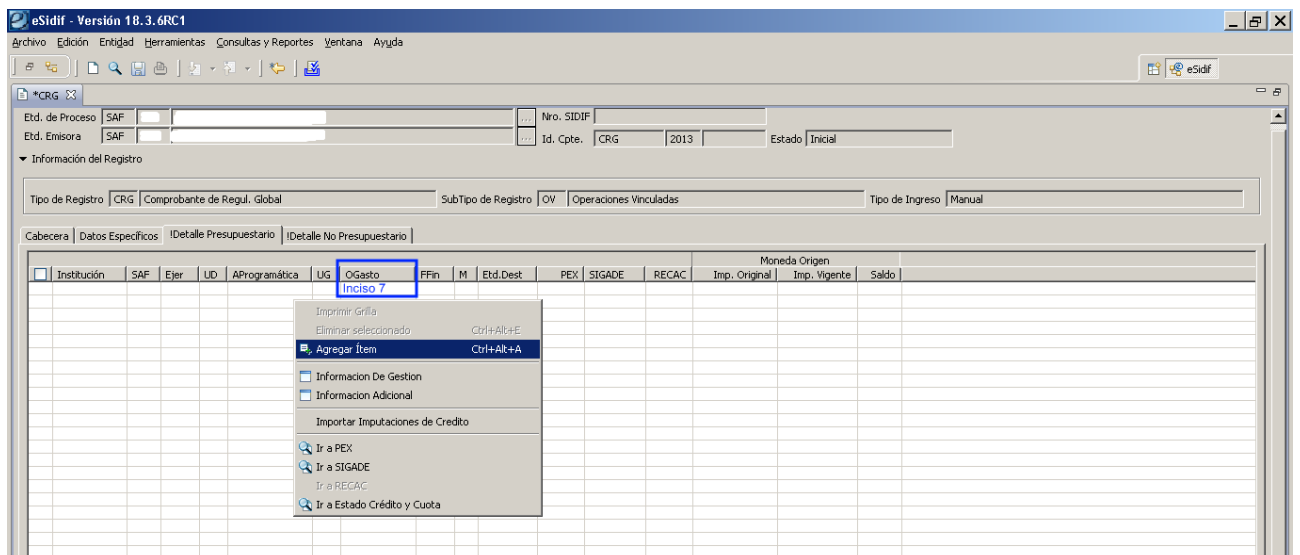 eSidif - Versión 18.3.6RC1
Archivo Edición Entidad Herramientas Consultas y Reportes Ventana Ayuda
eSidif
*CRG
Etd. de Proceso SAF Nro. SIDIF
Etd. Emisora SAF Id. Cpte. CRG 2013 Estado Inicial
Información del Registro
Tipo de Registro CRG Comprobante de Regul. Global SubTipo de Registro OV Operaciones Vinculadas Tipo de Ingreso Manual
Cabecera Datos Específicos !Detalle Presupuestario !Detalle No Presupuestario
Moneda Origen
Institución SAF Ejer UD AProgramática UG OGasto FFin M Etd.Dest PEX SIGADE RECAC Imp. Original Imp. Vigente Saldo
Inciso 7
Imprimir Grilla
Eliminar seleccionado Ctrl+Alt+E
Agregar Ítem Ctrl+Alt+A
Informacion De Gestion
Informacion Adicional
Importar Imputaciones de Credito
Ir a PEX
Ir a SIGADE
Ir a RECAC
Ir a Estado Crédito y Cuota